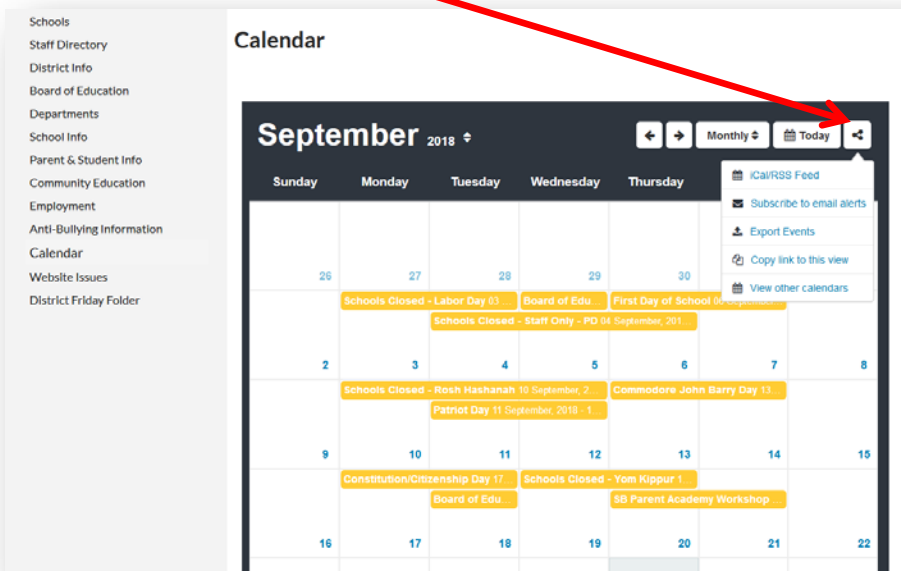 Schools
Staff Directory
District Info
Board of Education
Departments
School Info
Parent & Student Info
Community Education
Employment
Anti-Bullying Information
Calendar
Website Issues
District Friday Folder
Calendar
September 2018
Monthly Today
iCal/RSS Feed
Subscribe to email alerts
Export Events
Copy link to this view
View other calendars
Sunday Monday Tuesday Wednesday Thursday
26 27 28 29 30
Schools Closed - Labor Day 03 Board of Edu... First Day of School 06
Schools Closed - Staff Only - PD 04 September, 201...
2 3 4 5 6 7 8
Schools Closed - Rosh Hashanah 10 September, 2... Commodore John Barry Day 13...
Patriot Day 11 September, 2018 - 1...
9 10 11 12 13 14 15
Constitution/Citizenship Day 17... Schools Closed - Yom Kippur 1...
Board of Edu... SB Parent Academy Workshop ...
16 17 18 19 20 21 22